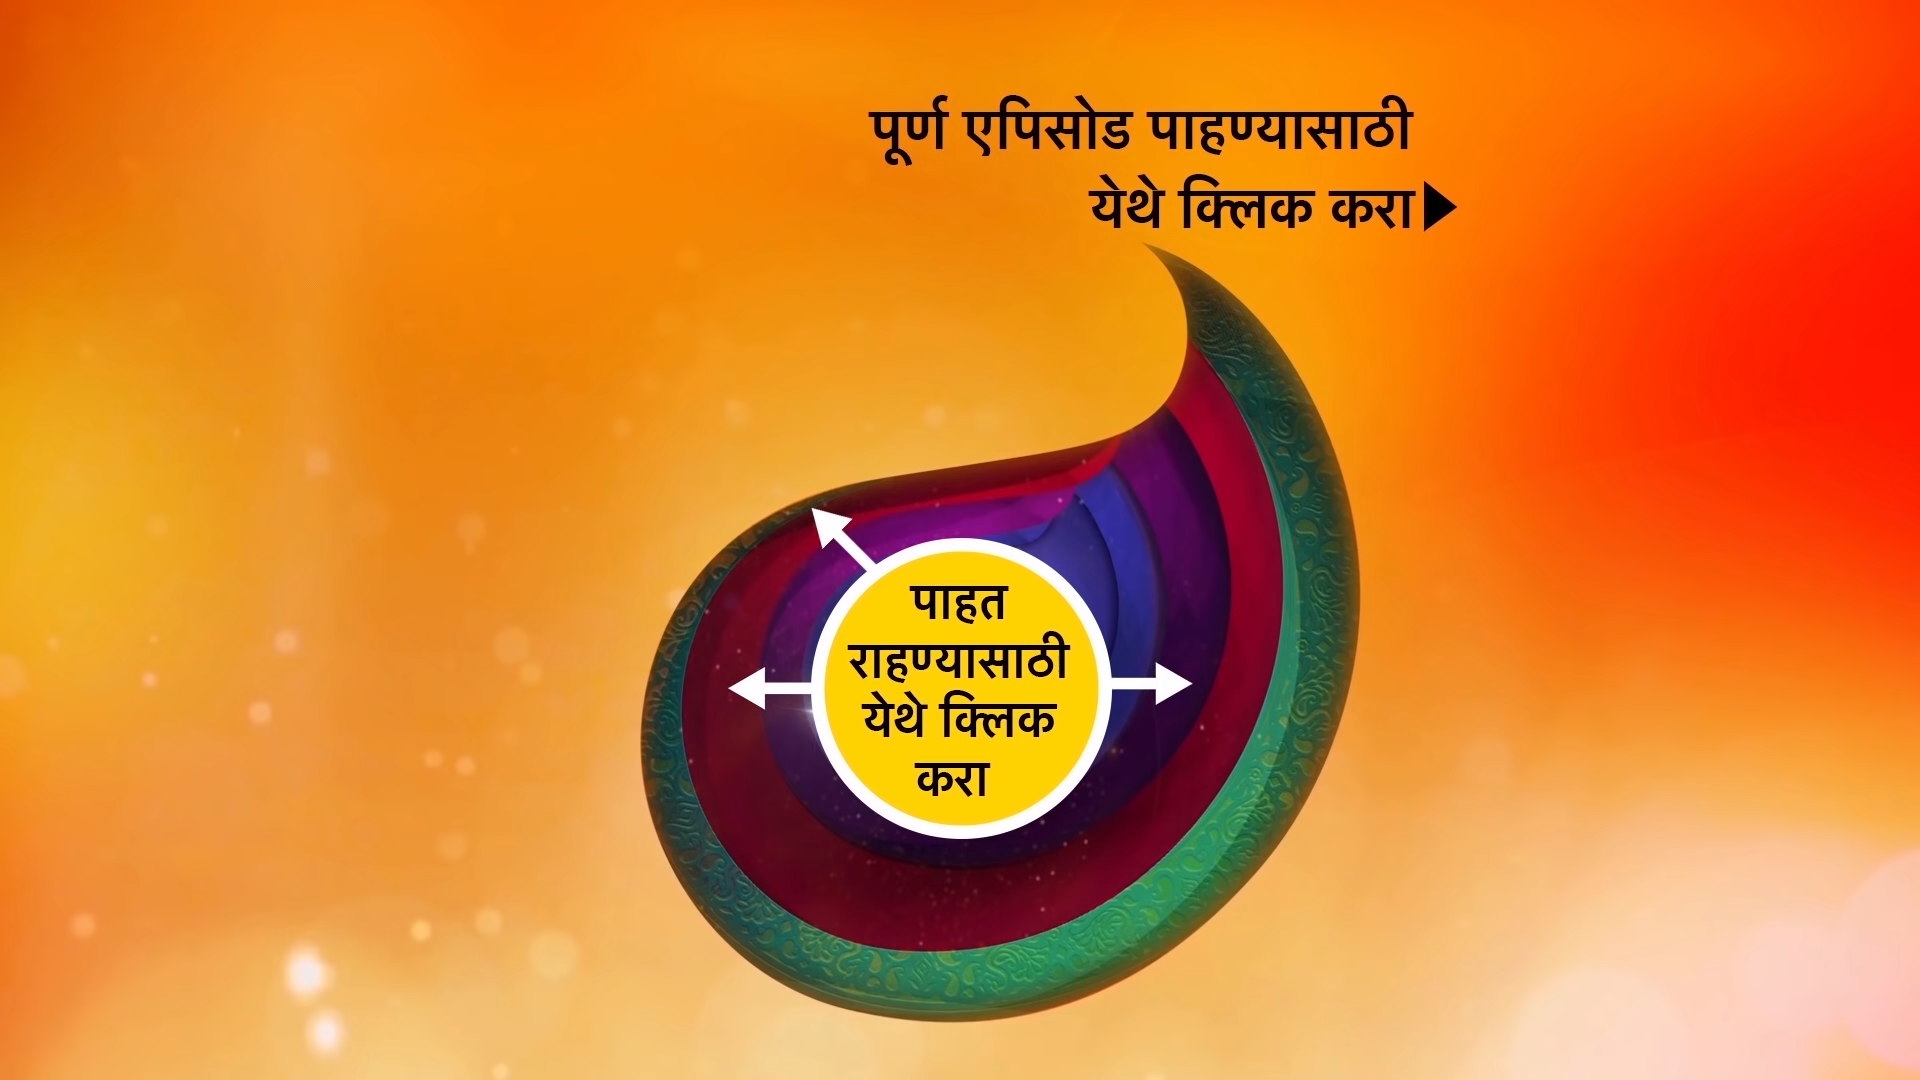 पूर्ण एपिसोड पाहण्यासाठी
येथे क्लिक करा
पाहत
राहण्यासाठी
येथे क्लिक
करा